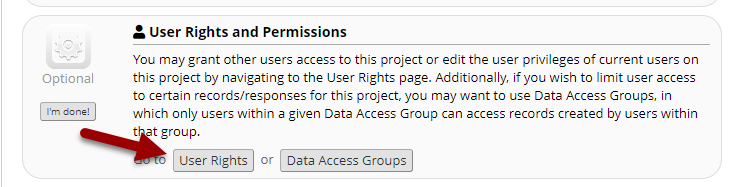 User Rights and Permissions
Optional
I'm done!
You may grant other users access to this project or edit the user privileges of current users on
this project by navigating to the User Rights page. Additionally, if you wish to limit user access
to certain records/responses for this project, you may want to use Data Access Groups, in
which only users within a given Data Access Group can access records created by users within
that group.
Go to User Rights or Data Access Groups